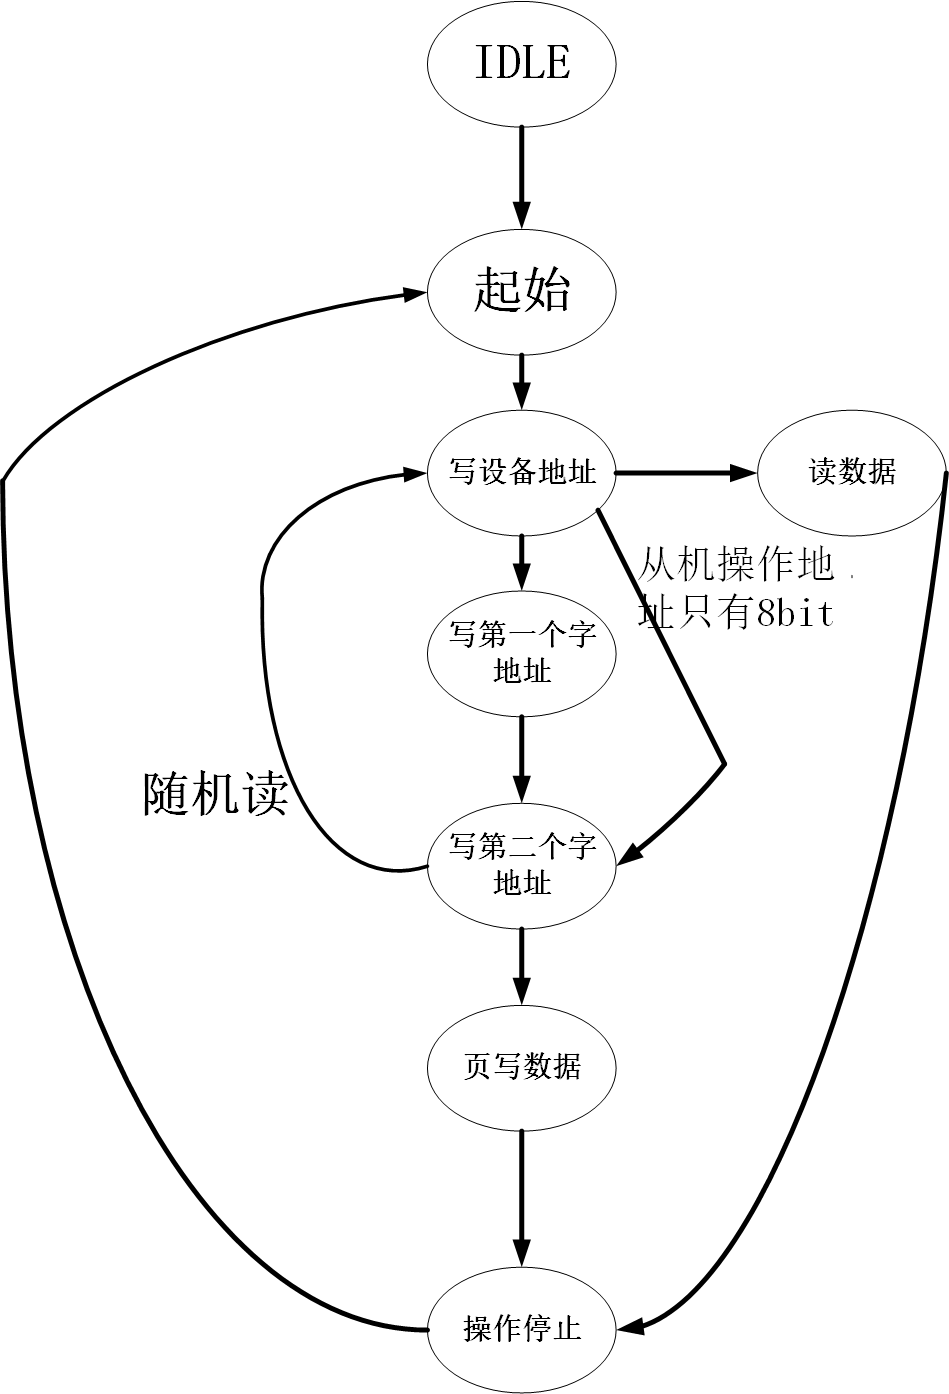 IDLE
起始
写设备地址
读数据
从机操作地
址只有8bit
写第一个字
地址
随机读
写第二个字
地址
页写数据
操作停止